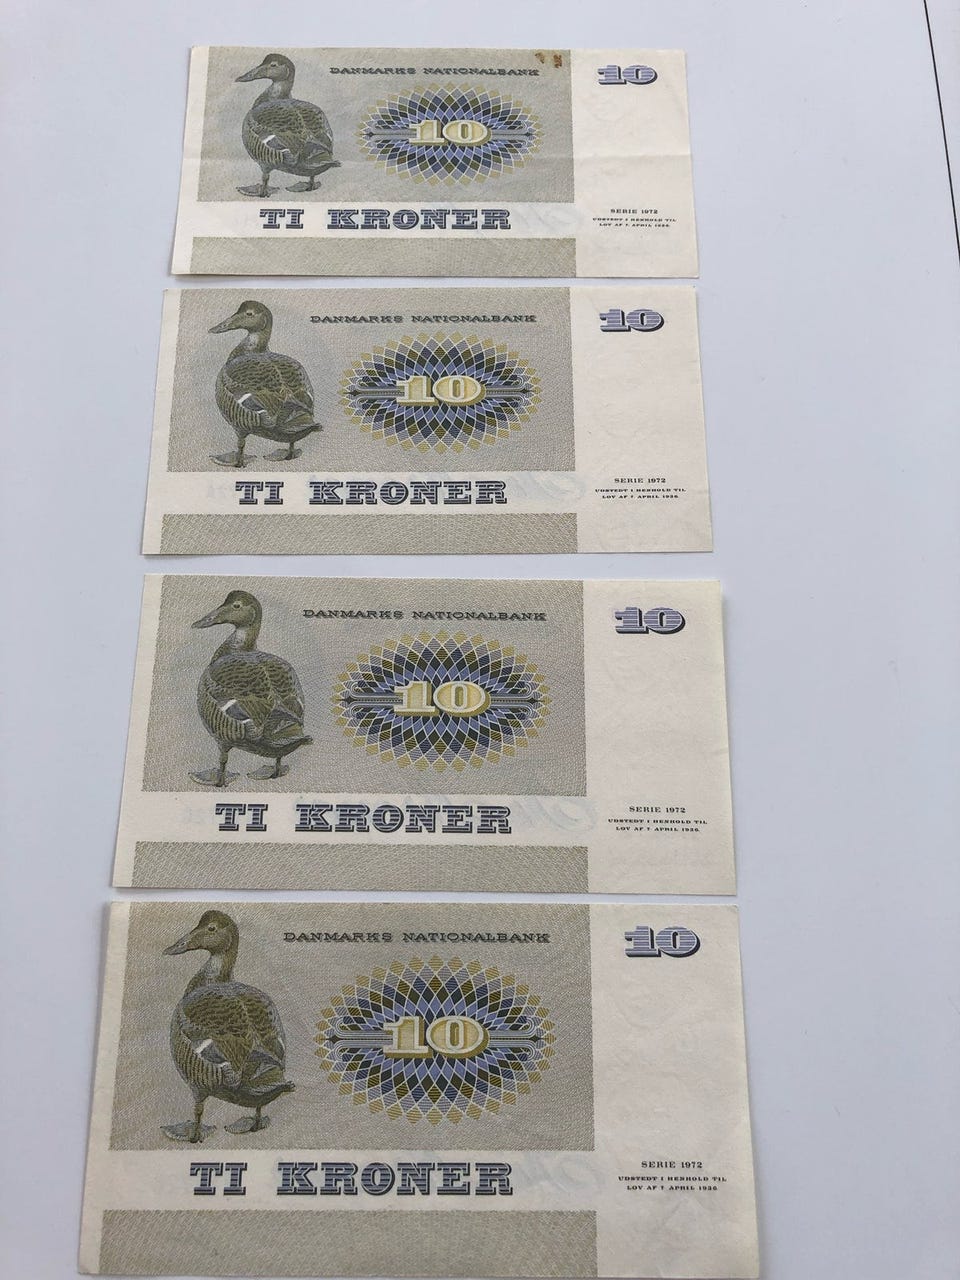 DANMARKS NATIONALBANK
10
10
TI KRONER
SERIE 1972
UDSTEDT I HENHOLD TIL
LOV AF 7. APRIL 1936.
DANMARKS NATIONALBANK
10
10
TI KRONER
SERIE 1972
UDSTEDT I HENHOLD TIL
LOV AF 7. APRIL 1936.
DANMARKS NATIONALBANK
10
10
TI KRONER
SERIE 1972
UDSTEDT I HENHOLD TIL
LOV AF 7. APRIL 1936.
DANMARKS NATIONALBANK
10
10
TI KRONER
SERIE 1972
UDSTEDT I HENHOLD TIL
LOV AF 7. APRIL 1936.